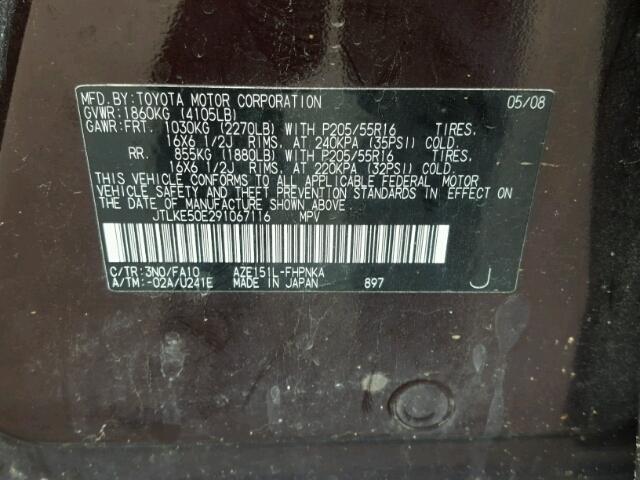 MFD.BY:TOYOTA MOTOR CORPORATION 05/08
GVWR:1860KG (4105LB)
GAWR:FRT. 1030KG (2270LB) WITH P205/55R16 TIRES,
16X6 1/2J RIMS, AT 240KPA (35PSI) COLD.
RR. 855KG (1880LB) WITH P205/55R16 TIRES,
16X6 1/2J RIMS, AT 220KPA (32PSI) COLD.
THIS VEHICLE CONFORMS TO ALL APPLICABLE FEDERAL MOTOR
VEHICLE SAFETY AND THEFT PREVENTION STANDARDS IN EFFECT
ON THE DATE OF MANUFACTURE SHOWN ABOVE.
JTLKE50E291067116 MPV
C/TR:3N0/FA10 AZE151L-FHPNKA
A/TM:-02A/U241E MADE IN JAPAN 897 J